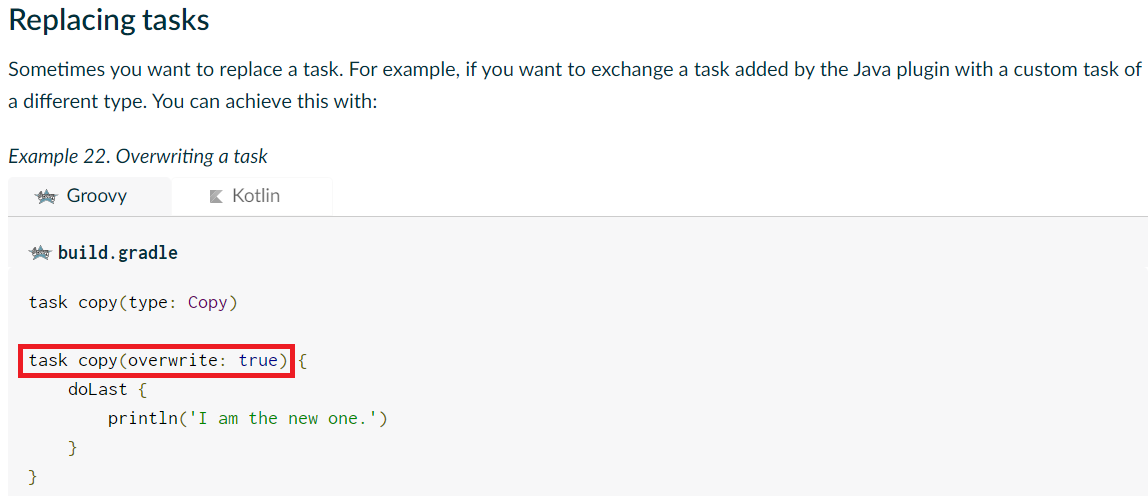 Replacing tasks
Sometimes you want to replace a task. For example, if you want to exchange a task added by the Java plugin with a custom task of
a different type. You can achieve this with:
Example 22. Overwriting a task
Groovy Kotlin
build.gradle
task copy(type: Copy)
task copy(overwrite: true) {
    doLast {
        println('I am the new one.')
    }
}